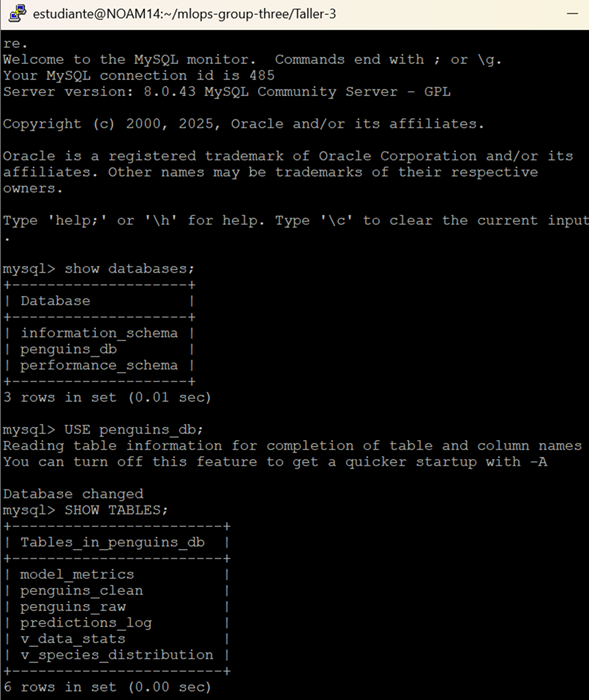 estudiante@NOAM14:~/mlops-group-three/Taller-3
re.
Welcome to the MySQL monitor.  Commands end with ; or \g.
Your MySQL connection id is 485
Server version: 8.0.43 MySQL Community Server - GPL

Copyright (c) 2000, 2025, Oracle and/or its affiliates.

Oracle is a registered trademark of Oracle Corporation and/or its
affiliates. Other names may be trademarks of their respective
owners.

Type 'help;' or '\h' for help. Type '\c' to clear the current input
.

mysql> show databases;
+--------------------+
| Database           |
+--------------------+
| information_schema |
| penguins_db        |
| performance_schema |
+--------------------+
3 rows in set (0.01 sec)

mysql> USE penguins_db;
Reading table information for completion of table and column names
You can turn off this feature to get a quicker startup with -A

Database changed
mysql> SHOW TABLES;
+------------------------+
| Tables_in_penguins_db  |
+------------------------+
| model_metrics          |
| penguins_clean         |
| penguins_raw           |
| predictions_log        |
| v_data_stats           |
| v_species_distribution |
+------------------------+
6 rows in set (0.00 sec)